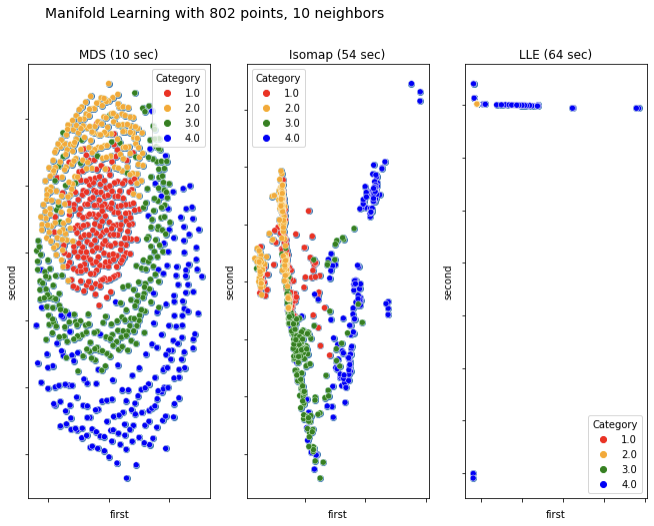 Manifold Learning with 802 points, 10 neighbors
MDS (10 sec)
Category
1.0
2.0
3.0
4.0
second
first
Isomap (54 sec)
Category
1.0
2.0
3.0
4.0
second
first
LLE (64 sec)
second
Category
1.0
2.0
3.0
4.0
first